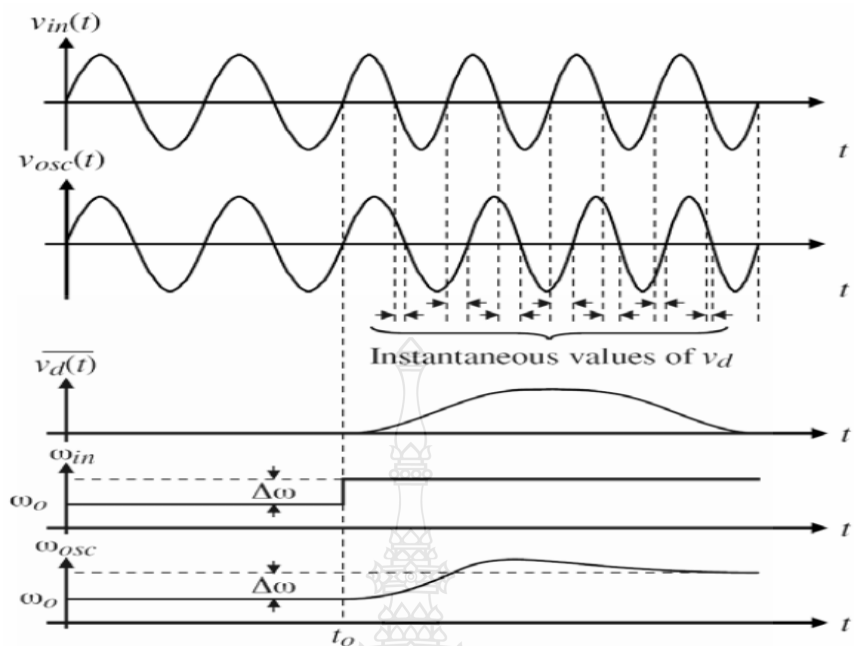 v_in(t)
t
v_osc(t)
t
Instantaneous values of v_d
v_d(t)
t
ω_in
ω_o
Δω
t
ω_osc
ω_o
Δω
t
t_o